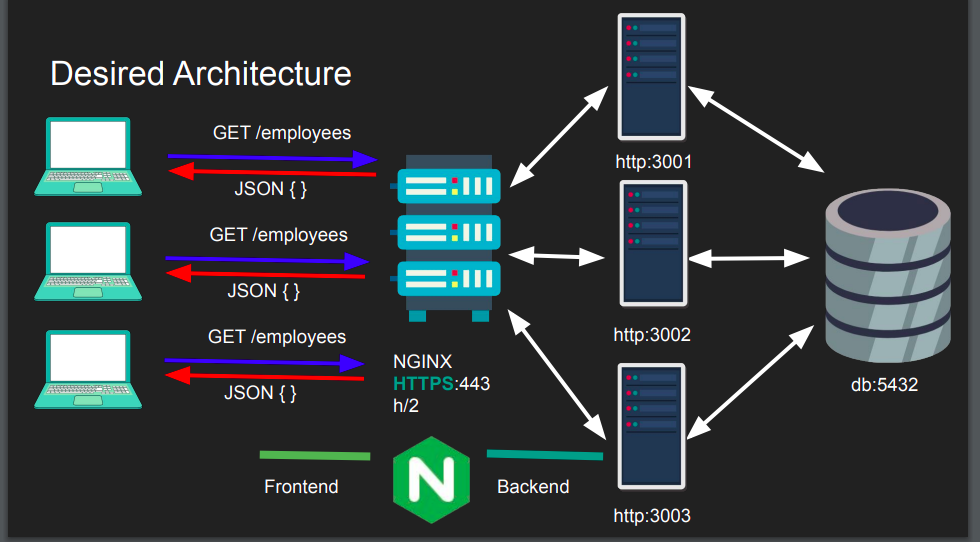 Desired Architecture
GET /employees
JSON { }
GET /employees
JSON { }
GET /employees
JSON { }
NGINX
HTTPS:443
h/2
Frontend
N
Backend
http:3001
http:3002
http:3003
db:5432